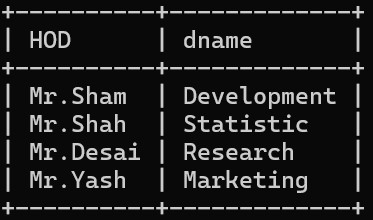 +----------+-------------+
| HOD      | dname       |
+----------+-------------+
| Mr.Sham  | Development |
| Mr.Shah  | Statistic   |
| Mr.Desai | Research    |
| Mr.Yash  | Marketing   |
+----------+-------------+